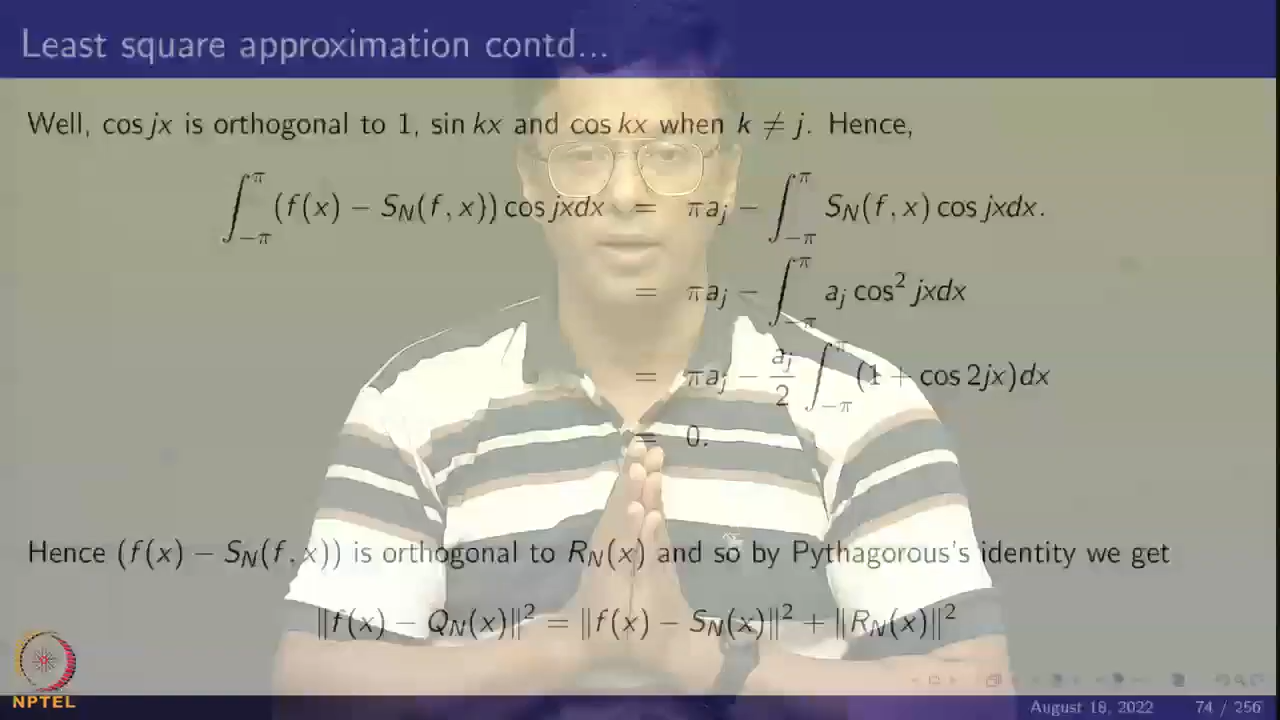 Least square approximation contd...
Well, cos jx is orthogonal to 1, sin kx and cos kx when k ≠ j. Hence,
∫_{-π}^{π} (f(x) − S_N(f, x)) cos jxdx = πa_j − ∫_{-π}^{π} S_N(f, x) cos jxdx.
= πa_j − ∫_{-π}^{π} a_j cos² jxdx
= πa_j − a_j/2 ∫_{-π}^{π} (1 + cos 2jx)dx
= 0.
Hence (f(x) − S_N(f, x)) is orthogonal to R_N(x) and so by Pythagorous's identity we get
‖f(x) − Q_N(x)‖² = ‖f(x) − S_N(x)‖² + ‖R_N(x)‖²
NPTEL
August 18, 2022 74 / 256